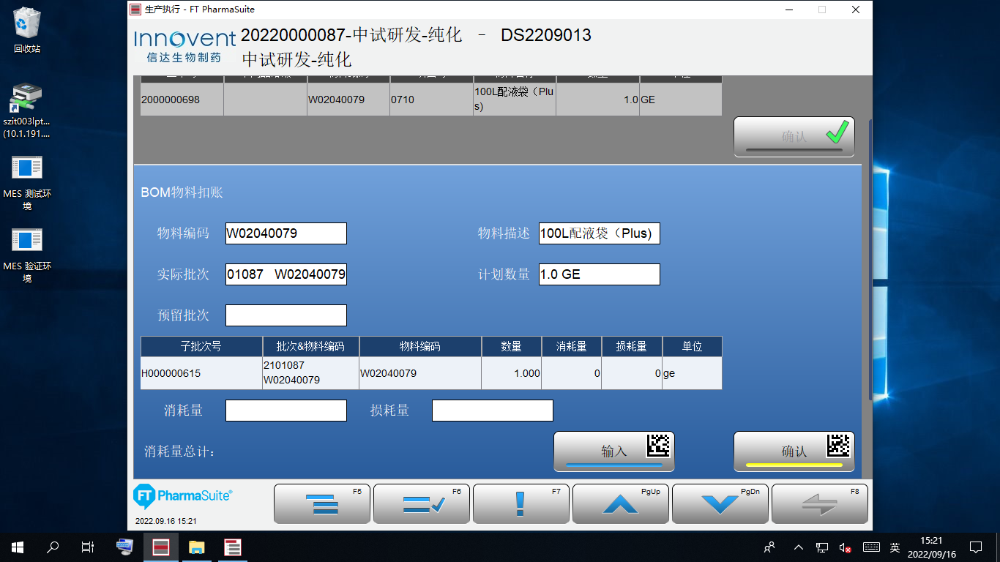 回收站
szit003lpt...
(10.1.191....
MES 测试环
境
MES 验证环
境
生产执行 - FT PharmaSuite
Innovent
信达生物制药
20220000087-中试研发-纯化 － DS2209013
中试研发-纯化
2000000698 W02040079 0710 100L配液袋（Plu
s) 1.0 GE
确认
BOM物料扣账
物料编码 W02040079 物料描述 100L配液袋（Plus)
实际批次 01087 W02040079 计划数量 1.0 GE
预留批次
子批次号 批次&物料编码 物料编码 数量 消耗量 损耗量 单位
H000000615 2101087
W02040079 W02040079 1.000 0 0 ge
消耗量 损耗量
消耗量总计: 输入 确认
FT PharmaSuite
2022.09.16 15:21
F5 F6 F7 PgUp PgDn F8
英
15:21
2022/09/16